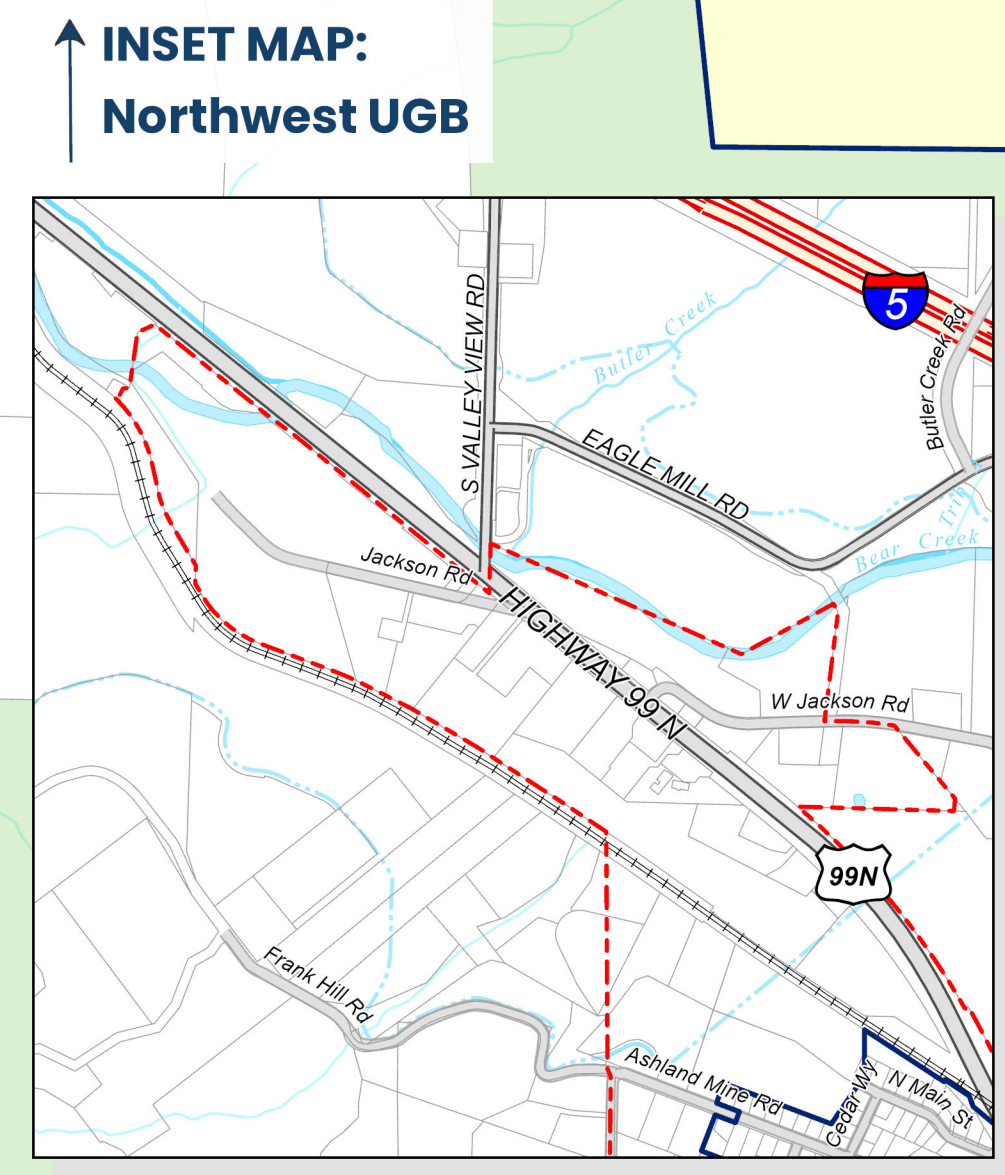 INSET MAP:
Northwest UGB
5
S VALLEY VIEW RD
Butler Creek
Butler Creek Rd
EAGLE MILL RD
Trib
Bear Creek
Jackson Rd
HIGHWAY 99 N
W Jackson Rd
99N
Frank Hill Rd
Ashland Mine Rd
Cedar Wy
N Main St